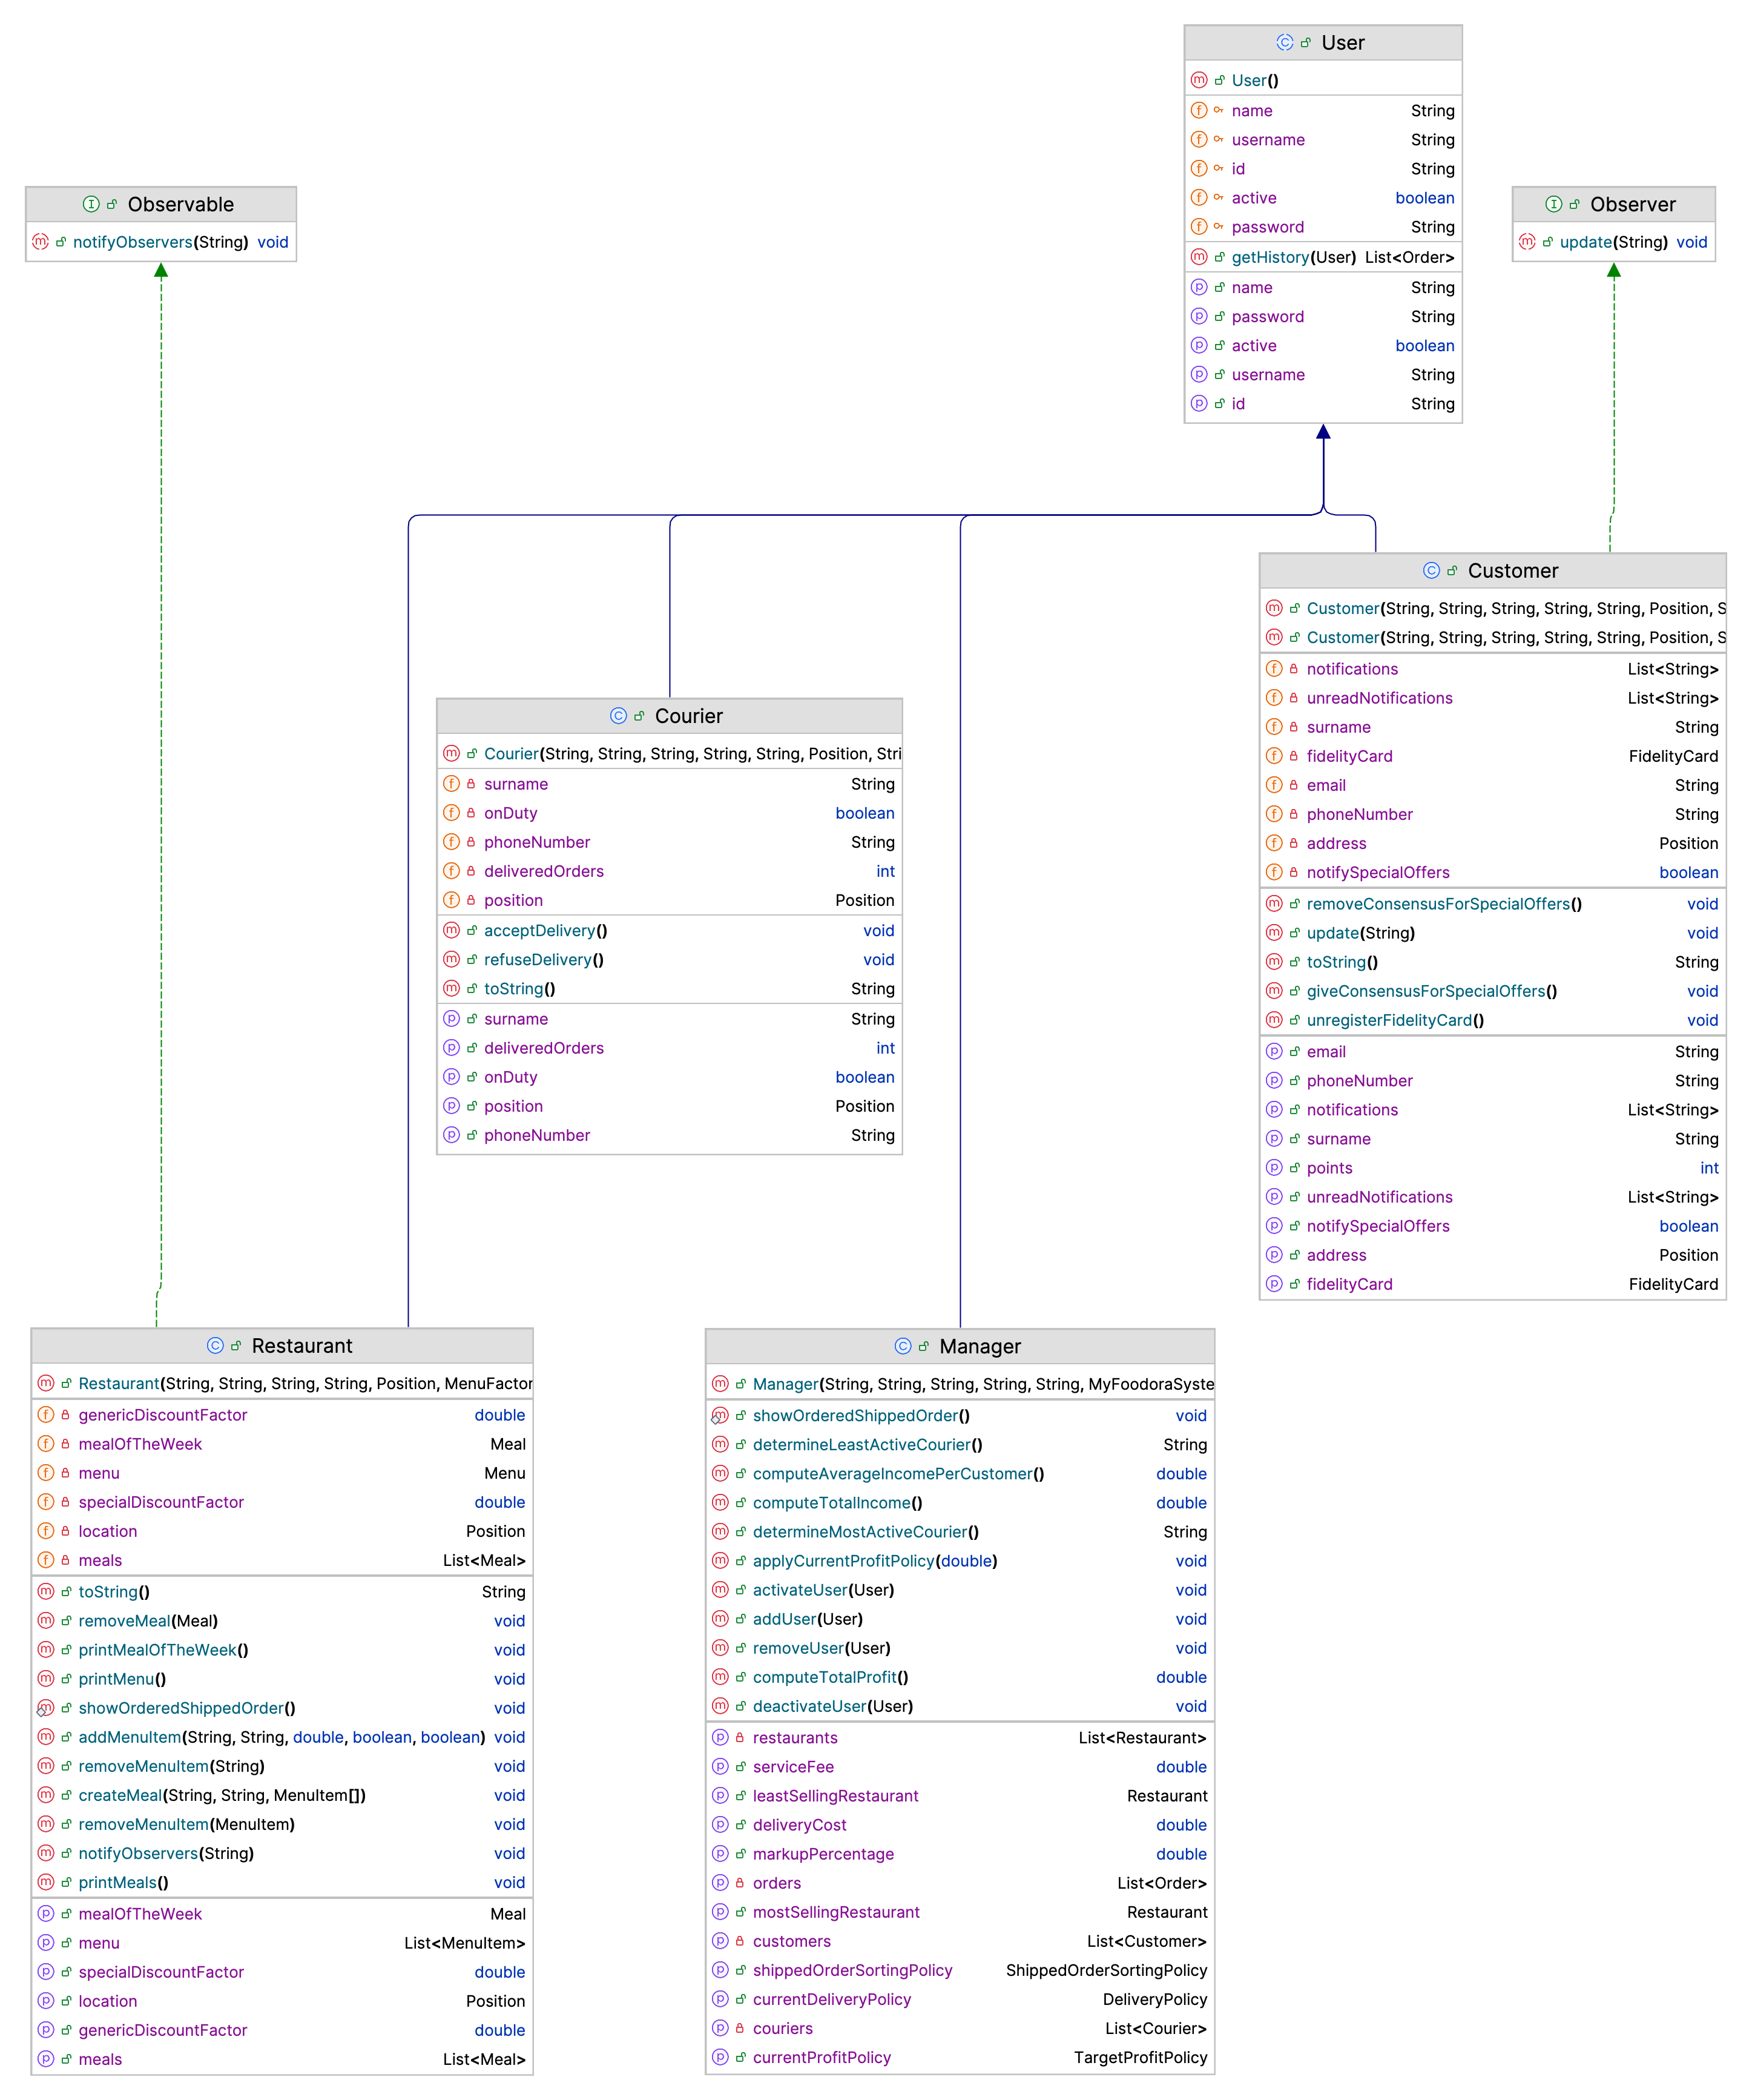 User
User()
name String
username String
id String
active boolean
password String
getHistory(User) List<Order>
name String
password String
active boolean
username String
id String
Observable
notifyObservers(String) void
Observer
update(String) void
Customer
Customer(String, String, String, String, String, Position, S
Customer(String, String, String, String, String, Position, S
notifications List<String>
unreadNotifications List<String>
surname String
fidelityCard FidelityCard
email String
phoneNumber String
address Position
notifySpecialOffers boolean
removeConsensusForSpecialOffers() void
update(String) void
toString() String
giveConsensusForSpecialOffers() void
unregisterFidelityCard() void
email String
phoneNumber String
notifications List<String>
surname String
points int
unreadNotifications List<String>
notifySpecialOffers boolean
address Position
fidelityCard FidelityCard
Courier
Courier(String, String, String, String, String, Position, Stri
surname String
onDuty boolean
phoneNumber String
deliveredOrders int
position Position
acceptDelivery() void
refuseDelivery() void
toString() String
surname String
deliveredOrders int
onDuty boolean
position Position
phoneNumber String
Restaurant
Restaurant(String, String, String, String, Position, MenuFactor
genericDiscountFactor double
mealOfTheWeek Meal
menu Menu
specialDiscountFactor double
location Position
meals List<Meal>
toString() String
removeMeal(Meal) void
printMealOfTheWeek() void
printMenu() void
showOrderedShippedOrder() void
addMenuItem(String, String, double, boolean, boolean) void
removeMenuItem(String) void
createMeal(String, String, MenuItem[]) void
removeMenuItem(MenuItem) void
notifyObservers(String) void
printMeals() void
mealOfTheWeek Meal
menu List<MenuItem>
specialDiscountFactor double
location Position
genericDiscountFactor double
meals List<Meal>
Manager
Manager(String, String, String, String, String, MyFoodoraSyste
showOrderedShippedOrder() void
determineLeastActiveCourier() String
computeAverageIncomePerCustomer() double
computeTotalIncome() double
determineMostActiveCourier() String
applyCurrentProfitPolicy(double) void
activateUser(User) void
addUser(User) void
removeUser(User) void
computeTotalProfit() double
deactivateUser(User) void
restaurants List<Restaurant>
serviceFee double
leastSellingRestaurant Restaurant
deliveryCost double
markupPercentage double
orders List<Order>
mostSellingRestaurant Restaurant
customers List<Customer>
shippedOrderSortingPolicy ShippedOrderSortingPolicy
currentDeliveryPolicy DeliveryPolicy
couriers List<Courier>
currentProfitPolicy TargetProfitPolicy